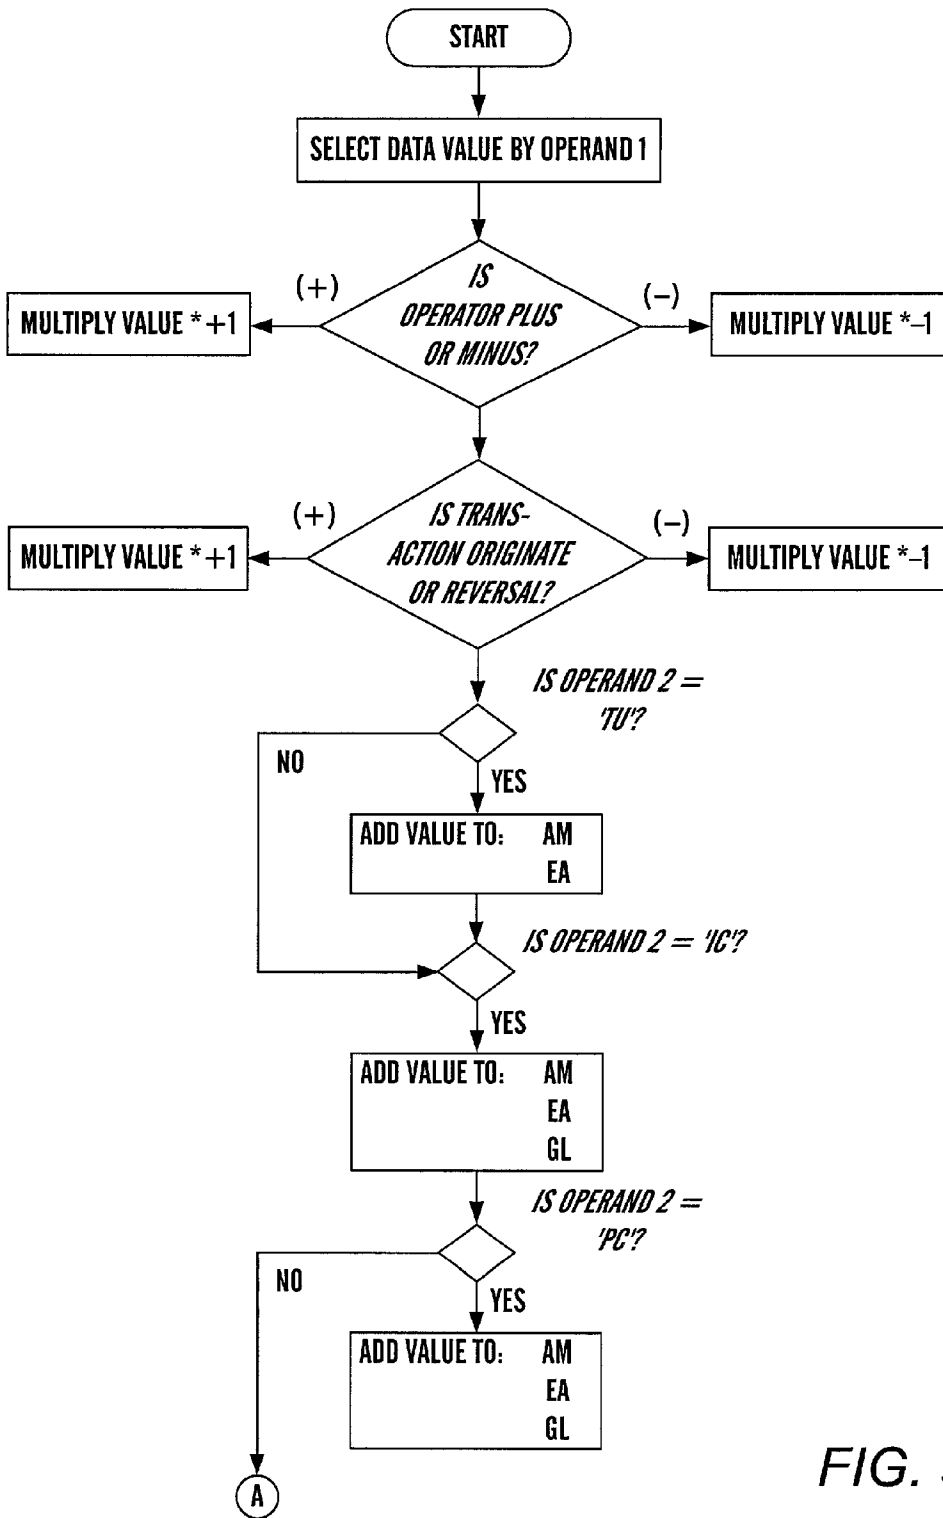 START
SELECT DATA VALUE BY OPERAND 1
IS
OPERATOR PLUS
OR MINUS?
(+)
(–)
MULTIPLY VALUE *+1
MULTIPLY VALUE *–1
IS TRANS-
ACTION ORIGINATE
OR REVERSAL?
(+)
(–)
MULTIPLY VALUE *+1
MULTIPLY VALUE *–1
IS OPERAND 2 =
'TU'?
NO
YES
ADD VALUE TO: AM
EA
IS OPERAND 2 = 'IC'?
YES
ADD VALUE TO: AM
EA
GL
IS OPERAND 2 =
'PC'?
NO
YES
ADD VALUE TO: AM
EA
GL
A
FIG.